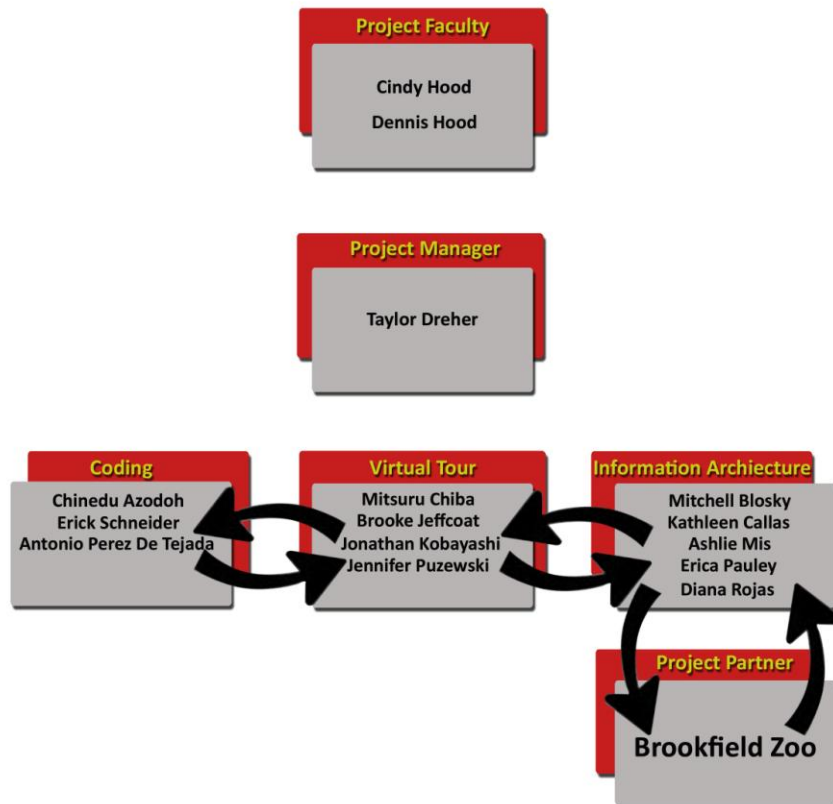 Project Faculty
Cindy Hood
Dennis Hood
Project Manager
Taylor Dreher
Coding
Chinedu Azodoh
Erick Schneider
Antonio Perez De Tejada
Virtual Tour
Mitsuru Chiba
Brooke Jeffcoat
Jonathan Kobayashi
Jennifer Puzewski
Information Archiecture
Mitchell Blosky
Kathleen Callas
Ashlie Mis
Erica Pauley
Diana Rojas
Project Partner
Brookfield Zoo